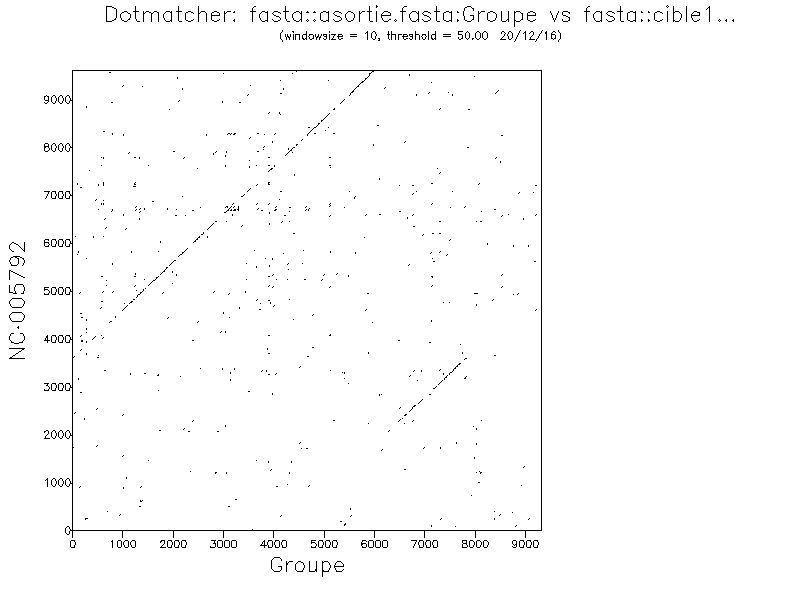 Dotmatcher: fasta::asortie.fasta:Groupe vs fasta::cible1...
(windowsize = 10, threshold = 50.00 20/12/16)
9000
8000
7000
6000
5000
4000
3000
2000
1000
0
NC-005792
0 1000 2000 3000 4000 5000 6000 7000 8000 9000
Groupe